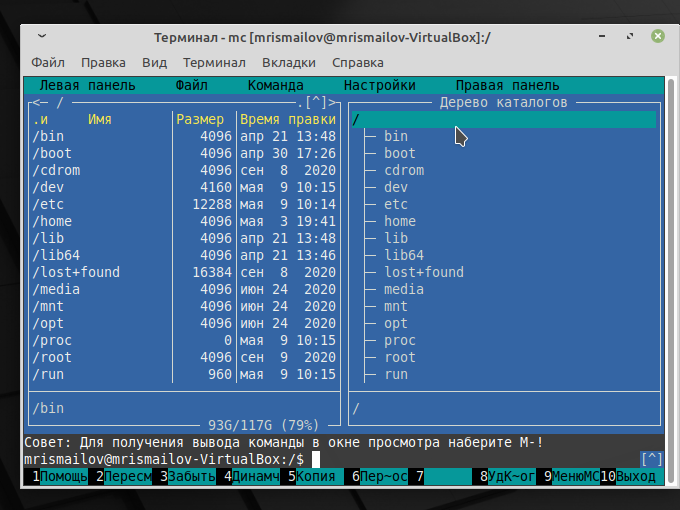 Терминал - mc [mrismailov@mrismailov-VirtualBox]:/
Файл Правка Вид Терминал Вкладки Справка
Левая панель Файл Команда Настройки Правая панель
<─ / .[^]> Дерево каталогов
.и Имя Размер Время правки /
/bin 4096 апр 21 13:48 bin
/boot 4096 апр 30 17:26 boot
/cdrom 4096 сен 8 2020 cdrom
/dev 4160 мая 9 10:15 dev
/etc 12288 мая 9 10:14 etc
/home 4096 мая 3 19:41 home
/lib 4096 апр 21 13:48 lib
/lib64 4096 апр 21 13:46 lib64
/lost+found 16384 сен 8 2020 lost+found
/media 4096 июн 24 2020 media
/mnt 4096 июн 24 2020 mnt
/opt 4096 июн 24 2020 opt
/proc 0 мая 9 10:15 proc
/root 4096 сен 9 2020 root
/run 960 мая 9 10:15 run
/bin /
93G/117G (79%)
Совет: Для получения вывода команды в окне просмотра наберите M-!
mrismailov@mrismailov-VirtualBox:/$ [^]
1Помощь 2Пересм 3Забыть 4Динамч 5Копия 6Пер~ос 7 8УдК~ог 9МенюMC 10Выход